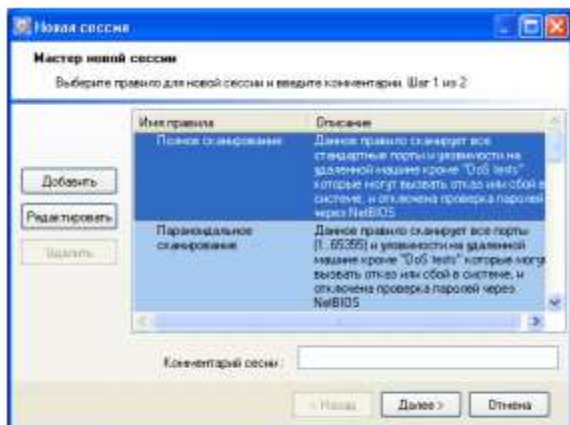 Новая сессия
Мастер новой сессии
Выберите правило для новой сессии и введите комментарии. Шаг 1 из 2
Имя правила Описание
Полное сканирование Данное правило сканирует все
стандартные порты и уязвимости на
удаленной машине кроме "DoS tests"
которые могут вызвать отказ или сбой в
системе, и отключена проверка паролей
через NetBIOS
Добавить
Редактировать
Удалить
Параноидальное Данное правило сканирует все порты
сканирование (1..65355) и уязвимости на удаленной
машине кроме "DoS tests" которые могу
вызвать отказ или сбой в системе, и
отключена проверка паролей через
NetBIOS
Комментарий сесии:
< Назад
Далее >
Отмена